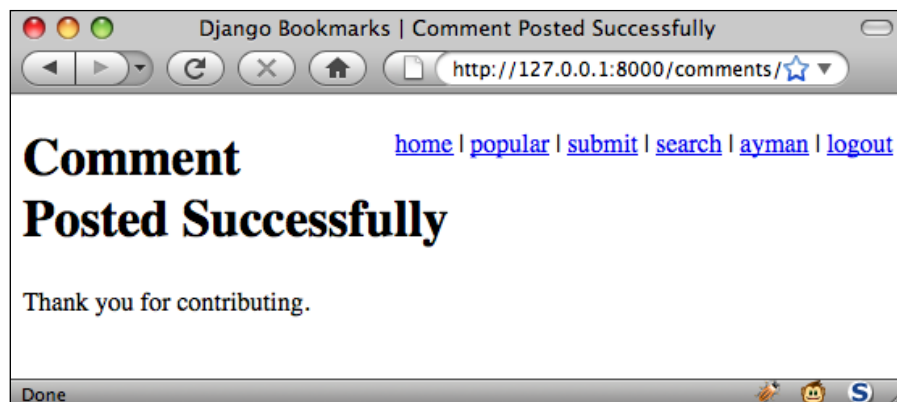 Django Bookmarks | Comment Posted Successfully
http://127.0.0.1:8000/comments/
home | popular | submit | search | ayman | logout
Comment
Posted Successfully
Thank you for contributing.
Done
S